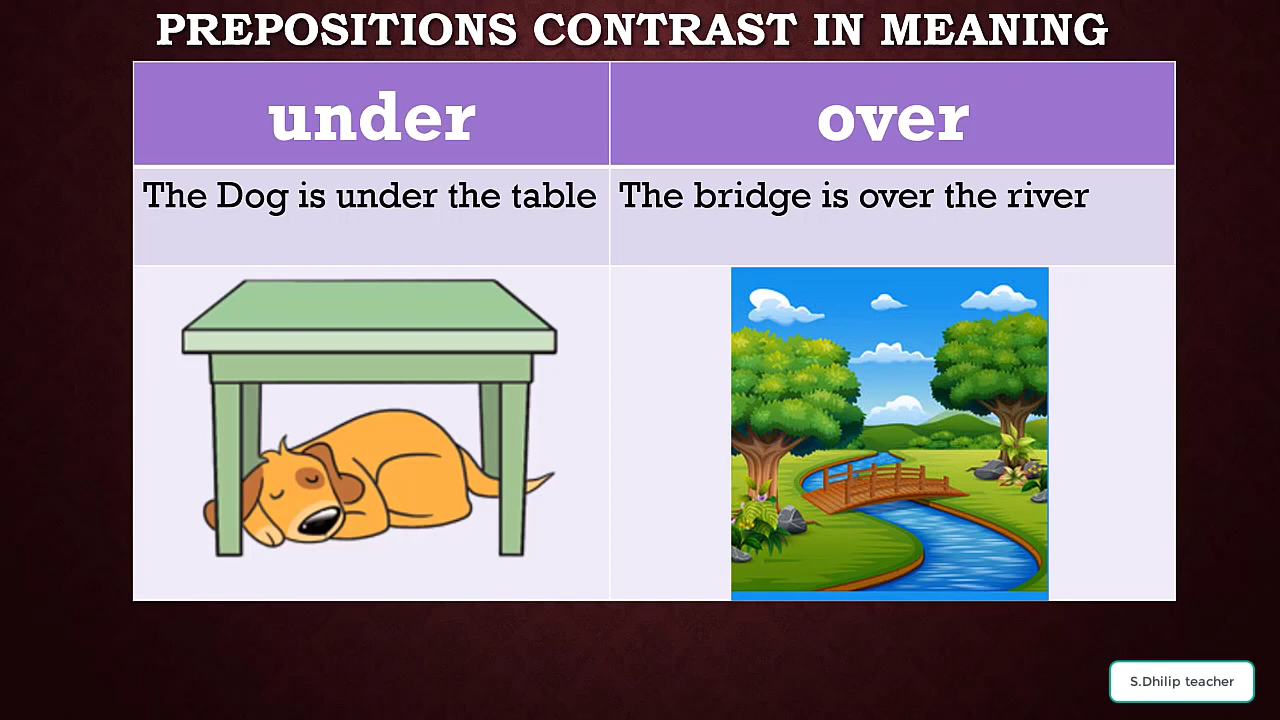 PREPOSITIONS CONTRAST IN MEANING
under
over
The Dog is under the table
The bridge is over the river
S.Dhilip teacher